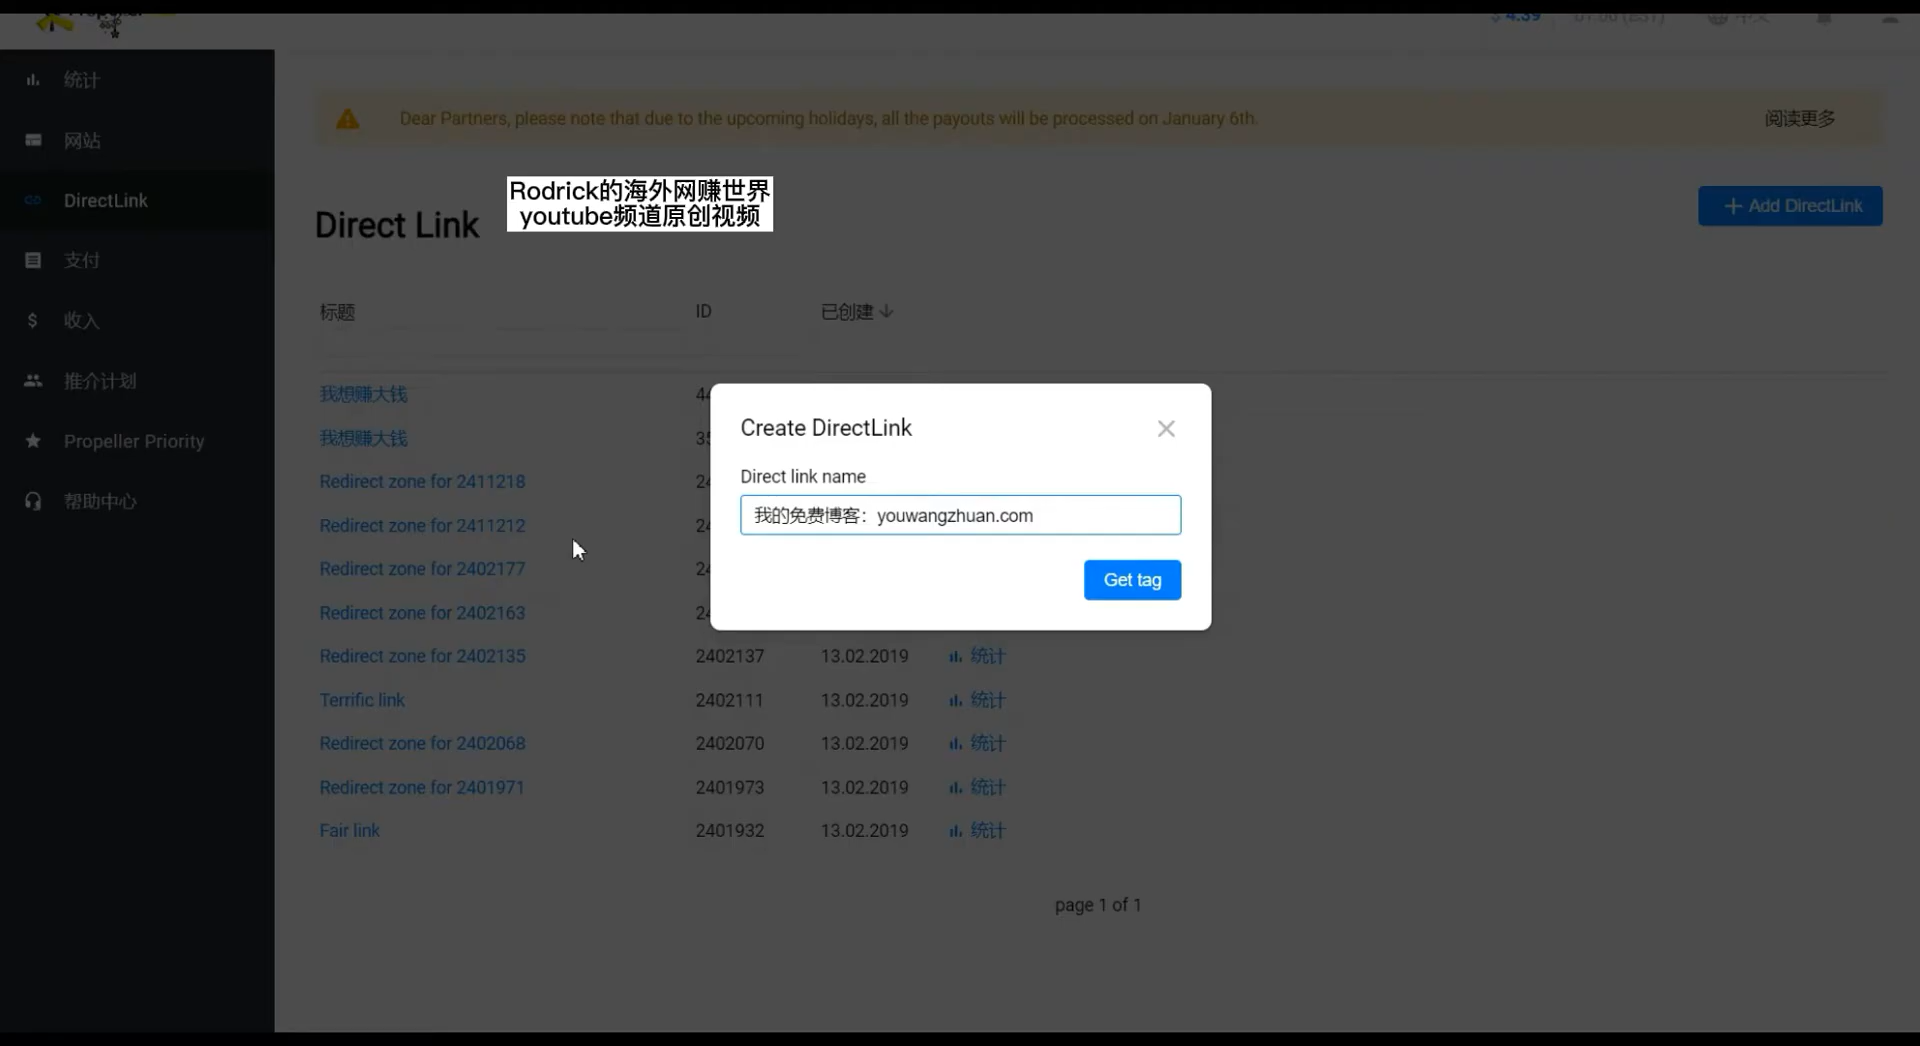 4.39
中文
统计
网站
DirectLink
支付
$ 收入
推介计划
Propeller Priority
帮助中心
Dear Partners, please note that due to the upcoming holidays, all the payouts will be processed on January 6th.
阅读更多
Direct Link
Rodrick的海外网赚世界
youtube频道原创视频
+ Add DirectLink
标题 ID 已创建 ↓
我想赚大钱
我想赚大钱
Redirect zone for 2411218
Redirect zone for 2411212
Redirect zone for 2402177
Redirect zone for 2402163
Redirect zone for 2402135 2402137 13.02.2019 统计
Terrific link 2402111 13.02.2019 统计
Redirect zone for 2402068 2402070 13.02.2019 统计
Redirect zone for 2401971 2401973 13.02.2019 统计
Fair link 2401932 13.02.2019 统计
page 1 of 1
Create DirectLink
Direct link name
我的免费博客：youwangzhuan.com
Get tag